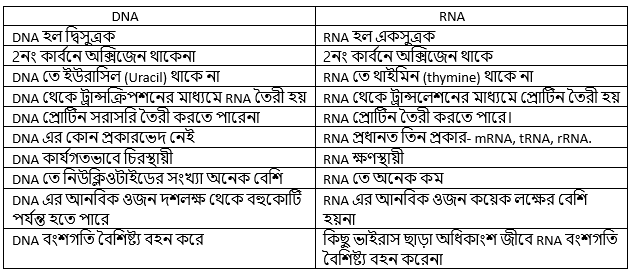 DNA RNA
DNA হল দ্বিসুত্রক RNA হল একসুত্রক
2নং কার্বনে অক্সিজেন থাকেনা 2নং কার্বনে অক্সিজেন থাকে
DNA তে ইউরাসিল (Uracil) থাকে না RNA তে থাইমিন (thymine) থাকে না
DNA থেকে ট্রান্সক্রিপশনের মাধ্যমে RNA তৈরী হয় RNA থেকে ট্রান্সলেশনের মাধ্যমে প্রোটিন তৈরী হয়
DNA প্রোটিন সরাসরি তৈরী করতে পারেনা RNA প্রোটিন তৈরী করতে পারে।
DNA এর কোন প্রকারভেদ নেই RNA প্রধানত তিন প্রকার- mRNA, tRNA, rRNA.
DNA কার্যগতভাবে চিরস্থায়ী RNA ক্ষণস্থায়ী
DNA তে নিউক্লিওটাইডের সংখ্যা অনেক বেশি RNA তে অনেক কম
DNA এর আনবিক ওজন দশলক্ষ থেকে বহুকোটি RNA এর আনবিক ওজন কয়েক লক্ষের বেশি
পর্যন্ত হতে পারে হয়না
DNA বংশগতি বৈশিষ্ট্য বহন করে কিছু ভাইরাস ছাড়া অধিকাংশ জীবে RNA বংশগতি
বৈশিষ্ট্য বহন করেনা